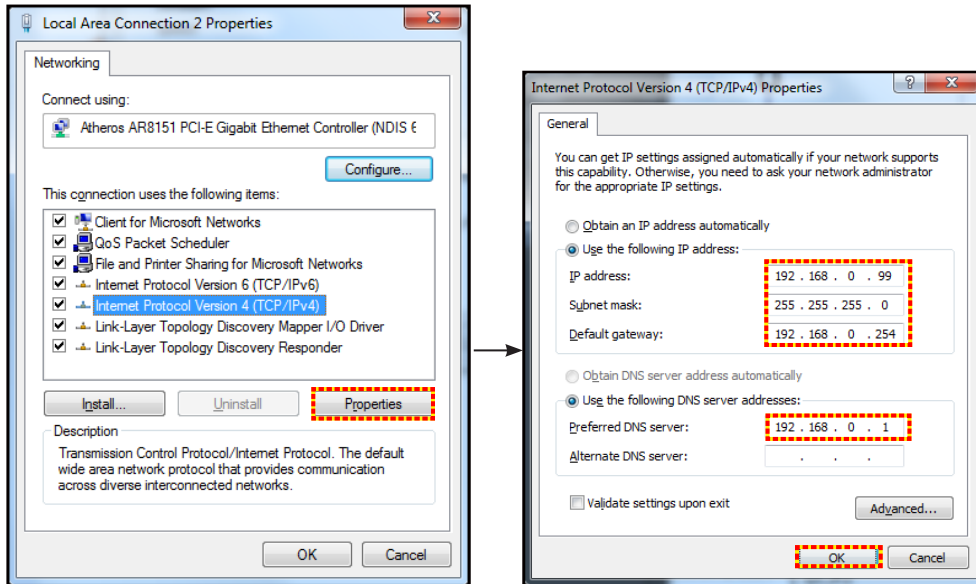 Local Area Connection 2 Properties
Networking
Connect using:
Atheros AR8151 PCI-E Gigabit Ethernet Controller (NDIS 6
Configure...
This connection uses the following items:
Client for Microsoft Networks
QoS Packet Scheduler
File and Printer Sharing for Microsoft Networks
Internet Protocol Version 6 (TCP/IPv6)
Internet Protocol Version 4 (TCP/IPv4)
Link-Layer Topology Discovery Mapper I/O Driver
Link-Layer Topology Discovery Responder
Install... Uninstall Properties
Description
Transmission Control Protocol/Internet Protocol. The default
wide area network protocol that provides communication
across diverse interconnected networks.
OK Cancel
Internet Protocol Version 4 (TCP/IPv4) Properties
General
You can get IP settings assigned automatically if your network supports
this capability. Otherwise, you need to ask your network administrator
for the appropriate IP settings.
Obtain an IP address automatically
Use the following IP address:
IP address: 192 . 168 . 0 . 99
Subnet mask: 255 . 255 . 255 . 0
Default gateway: 192 . 168 . 0 . 254
Obtain DNS server address automatically
Use the following DNS server addresses:
Preferred DNS server: 192 . 168 . 0 . 1
Alternate DNS server: . . .
Validate settings upon exit
Advanced...
OK Cancel